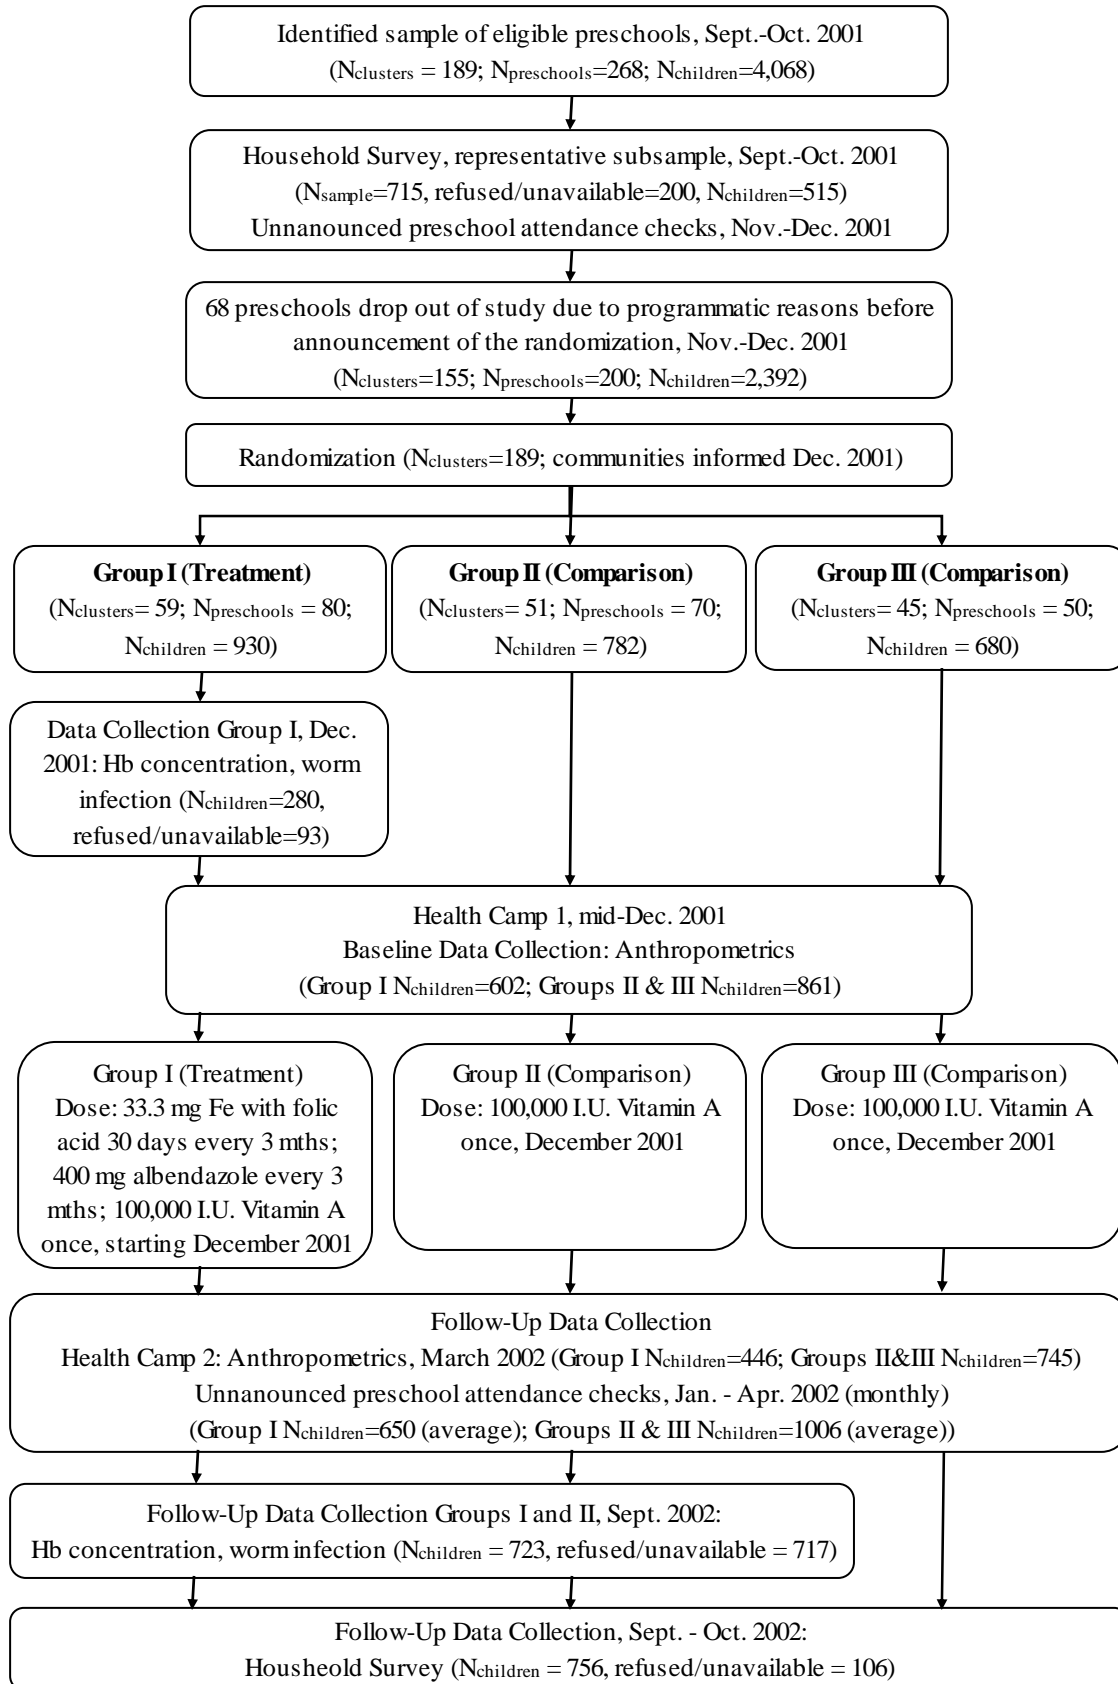 Identified sample of eligible preschools, Sept.-Oct. 2001
(Nclusters = 189; Npreschools=268; Nchildren=4,068)
Household Survey, representative subsample, Sept.-Oct. 2001
(Nsample=715, refused/unavailable=200, Nchildren=515)
Unnanounced preschool attendance checks, Nov.-Dec. 2001
68 preschools drop out of study due to programmatic reasons before
announcement of the randomization, Nov.-Dec. 2001
(Nclusters=155; Npreschools=200; Nchildren=2,392)
Randomization (Nclusters=189; communities informed Dec. 2001)
Group I (Treatment)
(Nclusters= 59; Npreschools = 80;
Nchildren = 930)
Group II (Comparison)
(Nclusters= 51; Npreschools = 70;
Nchildren = 782)
Group III (Comparison)
(Nclusters= 45; Npreschools = 50;
Nchildren = 680)
Data Collection Group I, Dec.
2001: Hb concentration, worm
infection (Nchildren=280,
refused/unavailable=93)
Health Camp 1, mid-Dec. 2001
Baseline Data Collection: Anthropometrics
(Group I Nchildren=602; Groups II & III Nchildren=861)
Group I (Treatment)
Dose: 33.3 mg Fe with folic
acid 30 days every 3 mths;
400 mg albendazole every 3
mths; 100,000 I.U. Vitamin A
once, starting December 2001
Group II (Comparison)
Dose: 100,000 I.U. Vitamin A
once, December 2001
Group III (Comparison)
Dose: 100,000 I.U. Vitamin A
once, December 2001
Follow-Up Data Collection
Health Camp 2: Anthropometrics, March 2002 (Group I Nchildren=446; Groups II&III Nchildren=745)
Unnanounced preschool attendance checks, Jan. - Apr. 2002 (monthly)
(Group I Nchildren=650 (average); Groups II & III Nchildren=1006 (average))
Follow-Up Data Collection Groups I and II, Sept. 2002:
Hb concentration, worm infection (Nchildren = 723, refused/unavailable = 717)
Follow-Up Data Collection, Sept. - Oct. 2002:
Housheold Survey (Nchildren = 756, refused/unavailable = 106)